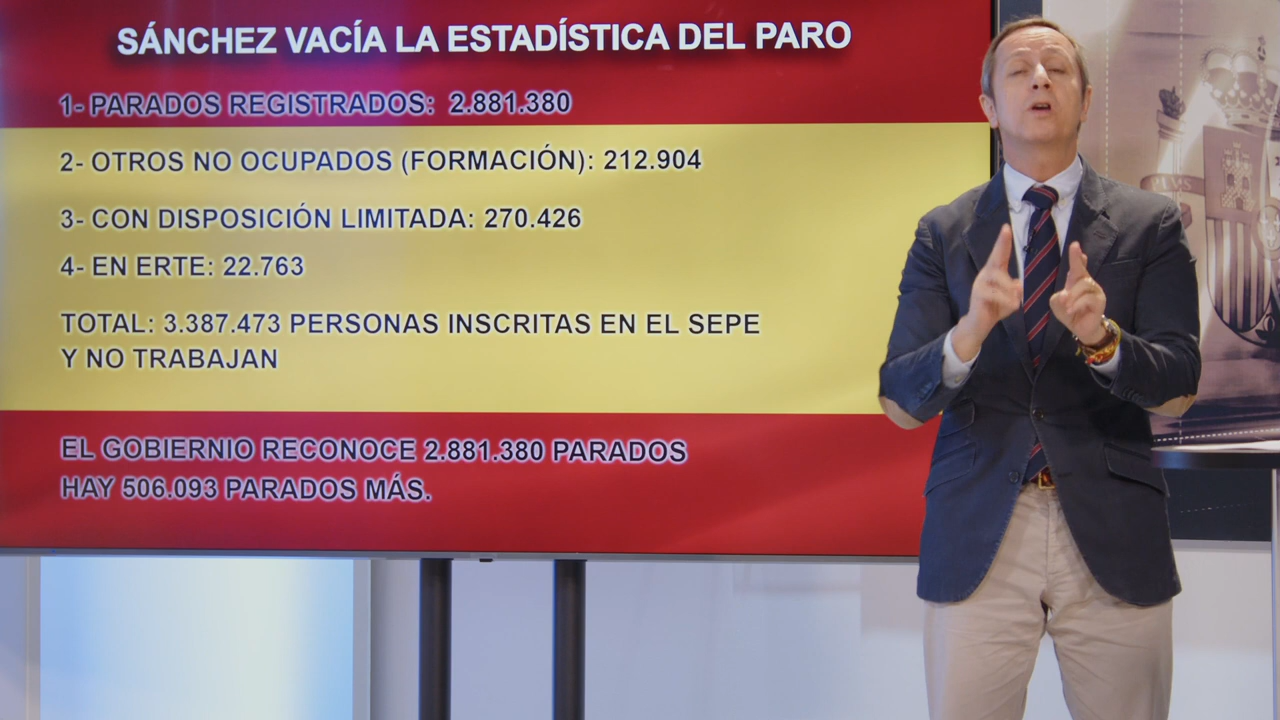 SÁNCHEZ VACÍA LA ESTADÍSTICA DEL PARO
1- PARADOS REGISTRADOS: 2.881.380
2- OTROS NO OCUPADOS (FORMACIÓN): 212.904
3- CON DISPOSICIÓN LIMITADA: 270.426
4- EN ERTE: 22.763
TOTAL: 3.387.473 PERSONAS INSCRITAS EN EL SEPE
Y NO TRABAJAN
EL GOBIERNIO RECONOCE 2.881.380 PARADOS
HAY 506.093 PARADOS MÁS.